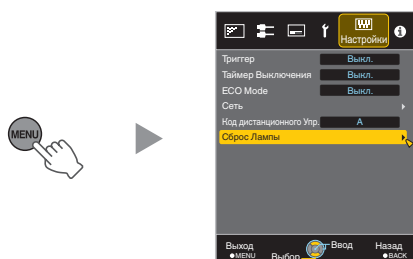 MENU
Настройки
Триггер Выкл.
Таймер Выключения Выкл.
ECO Mode Выкл.
Сеть
Код дистанционного Упр. A
Сброс Лампы
Выход Ввод Назад
MENU Выбор BACK